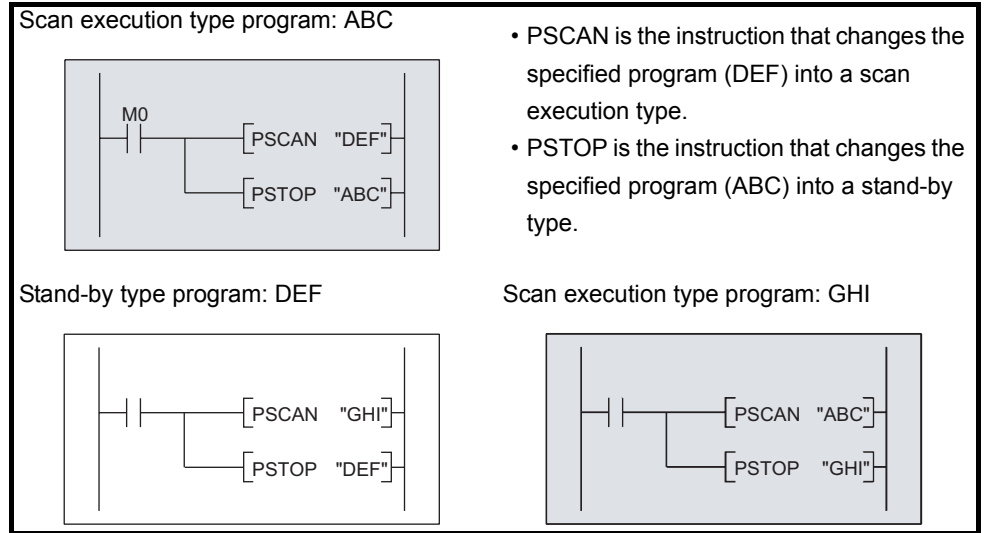 Scan execution type program: ABC
M0
PSCAN "DEF"
PSTOP "ABC"
• PSCAN is the instruction that changes the
specified program (DEF) into a scan
execution type.
• PSTOP is the instruction that changes the
specified program (ABC) into a stand-by
type.
Stand-by type program: DEF
PSCAN "GHI"
PSTOP "DEF"
Scan execution type program: GHI
PSCAN "ABC"
PSTOP "GHI"